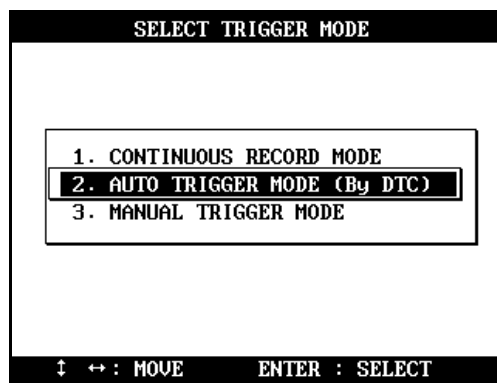 SELECT TRIGGER MODE
1. CONTINUOUS RECORD MODE
2. AUTO TRIGGER MODE (By DTC)
3. MANUAL TRIGGER MODE
↕ ↔: MOVE ENTER : SELECT